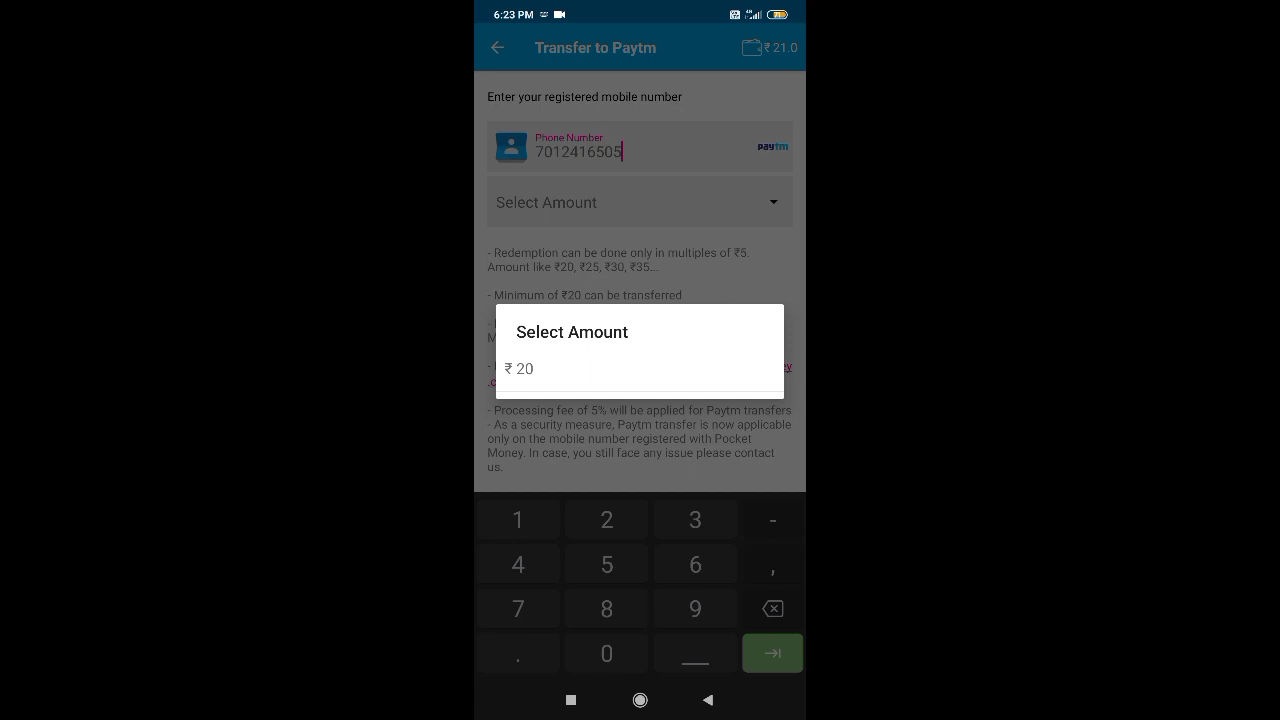 6:23 PM 71
Transfer to Paytm ₹ 21.0
Enter your registered mobile number
Phone Number
7012416505 paytm
Select Amount
- Redemption can be done only in multiples of ₹5.
Amount like ₹20, ₹25, ₹30, ₹35...
- Minimum of ₹20 can be transferred
Select Amount
₹ 20
- Processing fee of 5% will be applied for Paytm transfers
- As a security measure, Paytm transfer is now applicable
only on the mobile number registered with Pocket
Money. In case, you still face any issue please contact
us.
1 2 3 -
4 5 6 ,
7 8 9
. 0